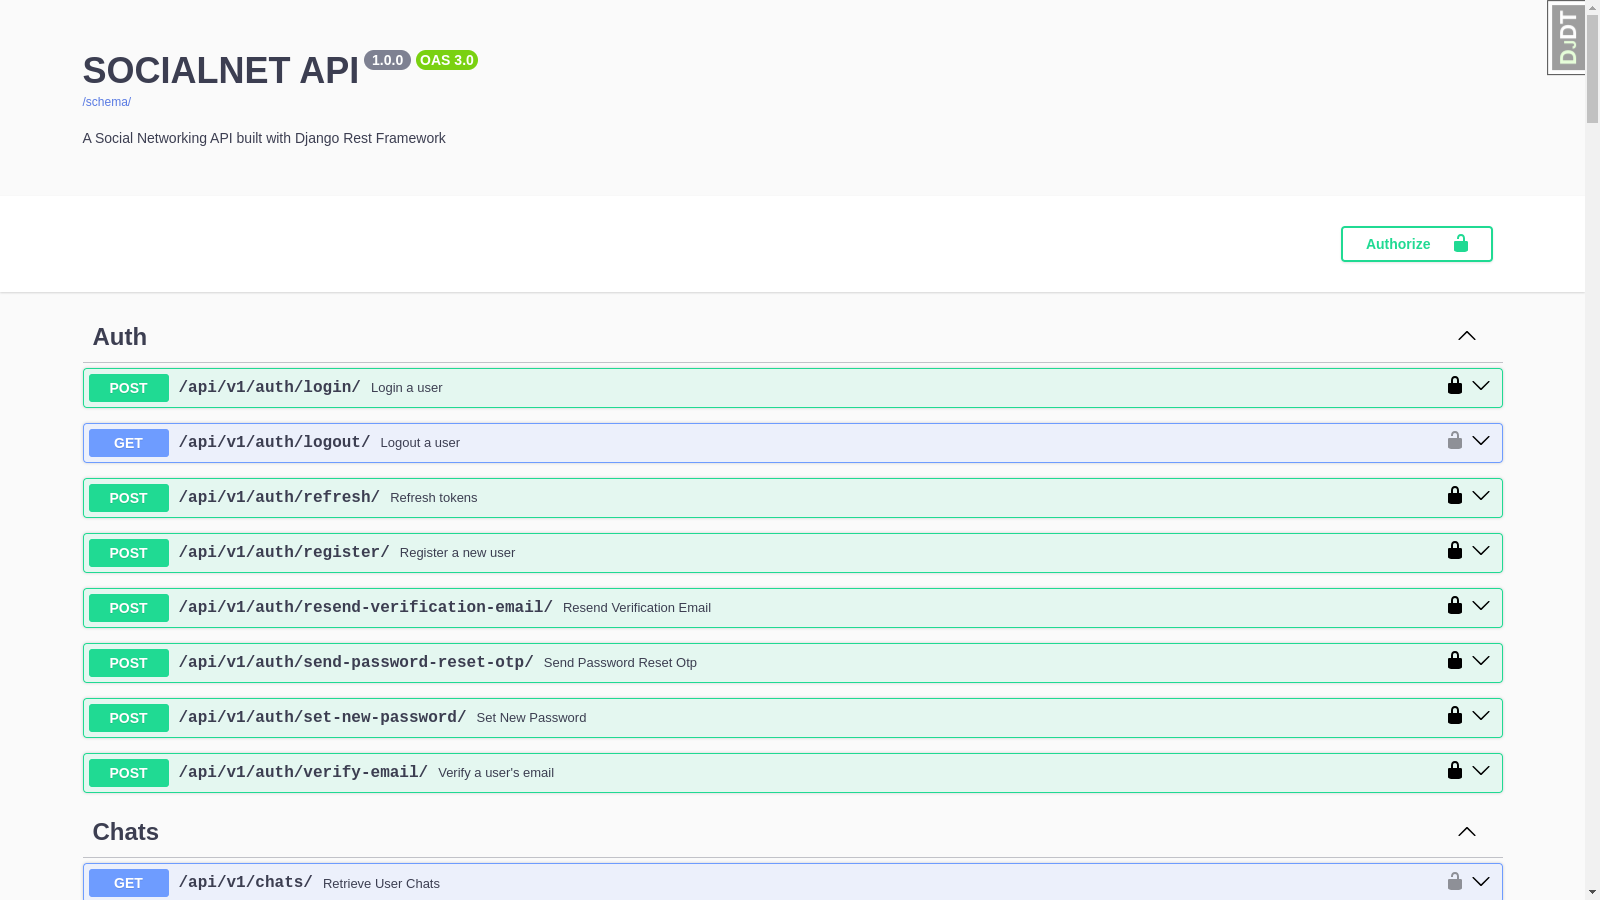 SOCIALNET API 1.0.0 OAS 3.0
DJDT
/schema/
A Social Networking API built with Django Rest Framework
Authorize
Auth
POST /api/v1/auth/login/ Login a user
GET /api/v1/auth/logout/ Logout a user
POST /api/v1/auth/refresh/ Refresh tokens
POST /api/v1/auth/register/ Register a new user
POST /api/v1/auth/resend-verification-email/ Resend Verification Email
POST /api/v1/auth/send-password-reset-otp/ Send Password Reset Otp
POST /api/v1/auth/set-new-password/ Set New Password
POST /api/v1/auth/verify-email/ Verify a user's email
Chats
GET /api/v1/chats/ Retrieve User Chats